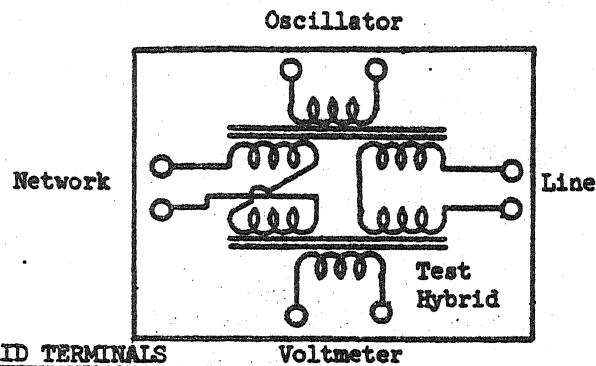 Oscillator
Network
Line
Test
Hybrid
ID TERMINALS
Voltmeter